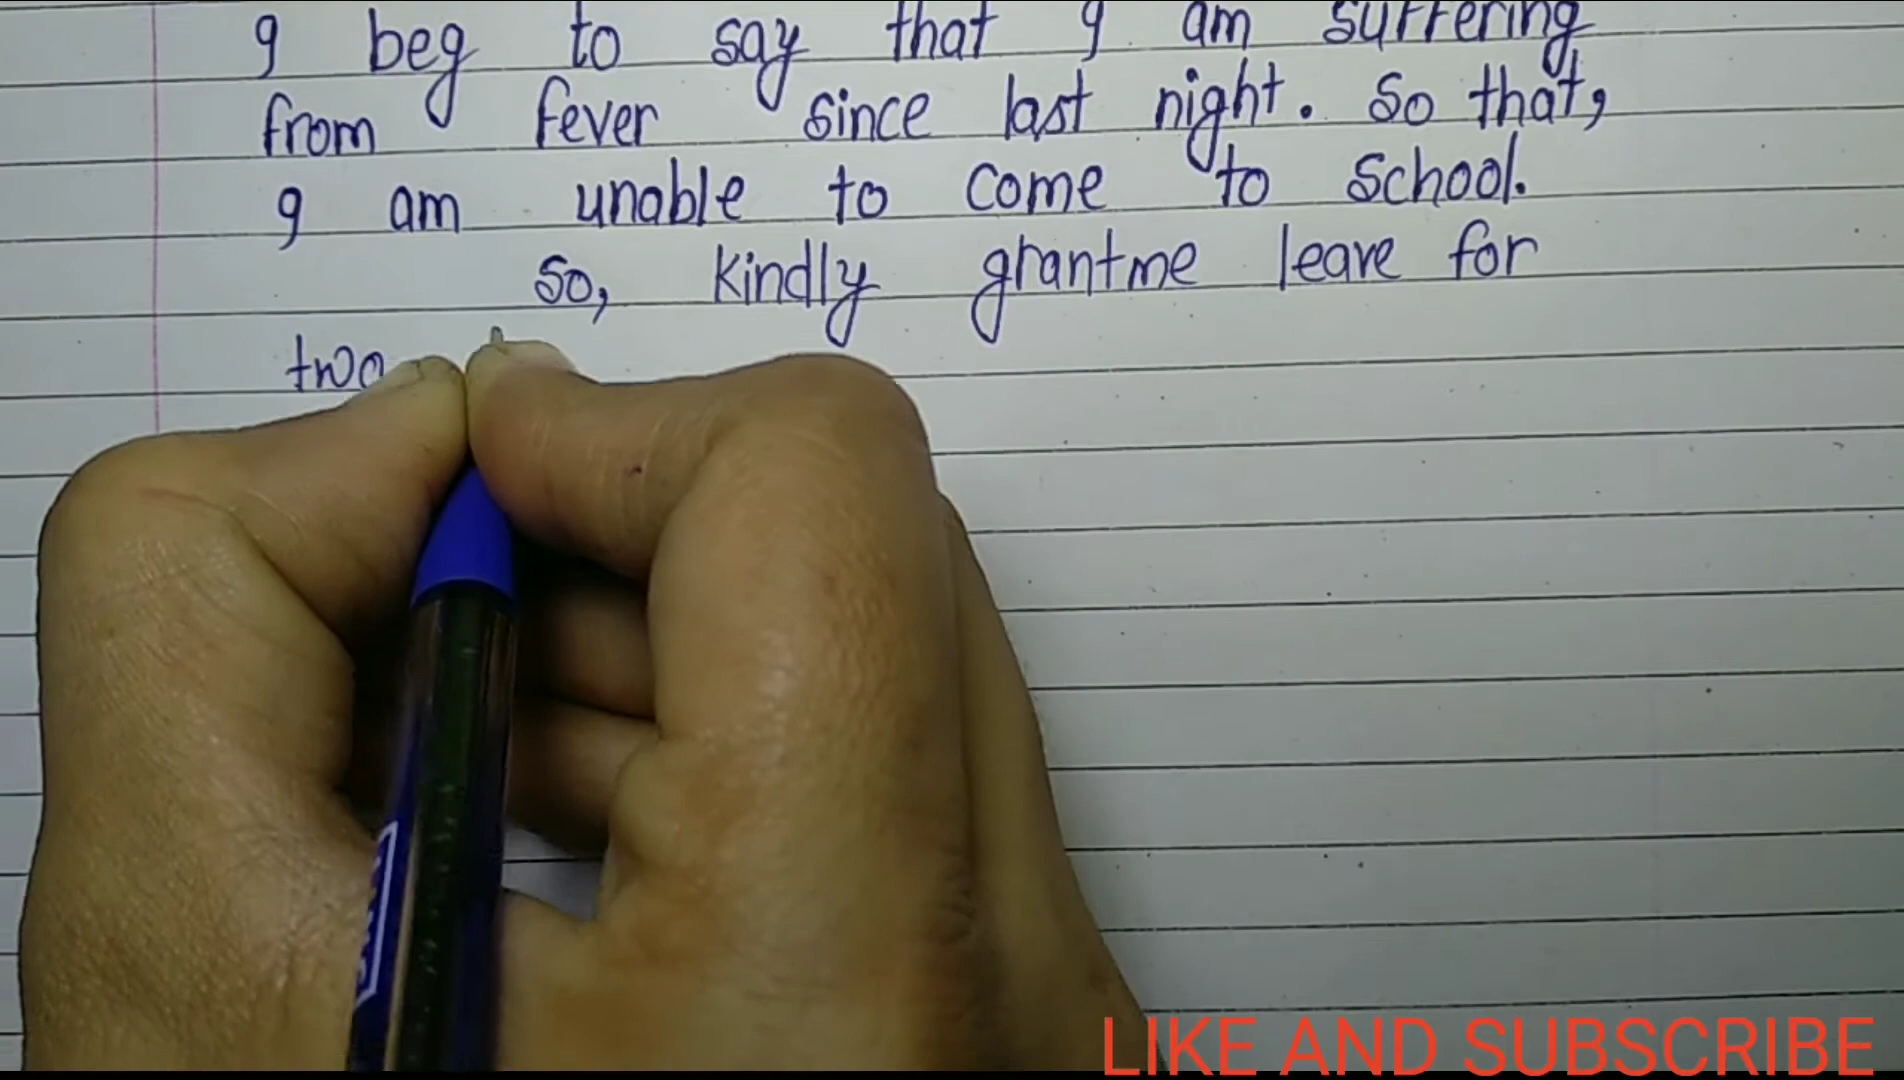 I beg to say that I am suffering
from fever since last night. So that,
I am unable to come to school.
So, kindly grantme leave for
two
LIKE AND SUBSCRIBE